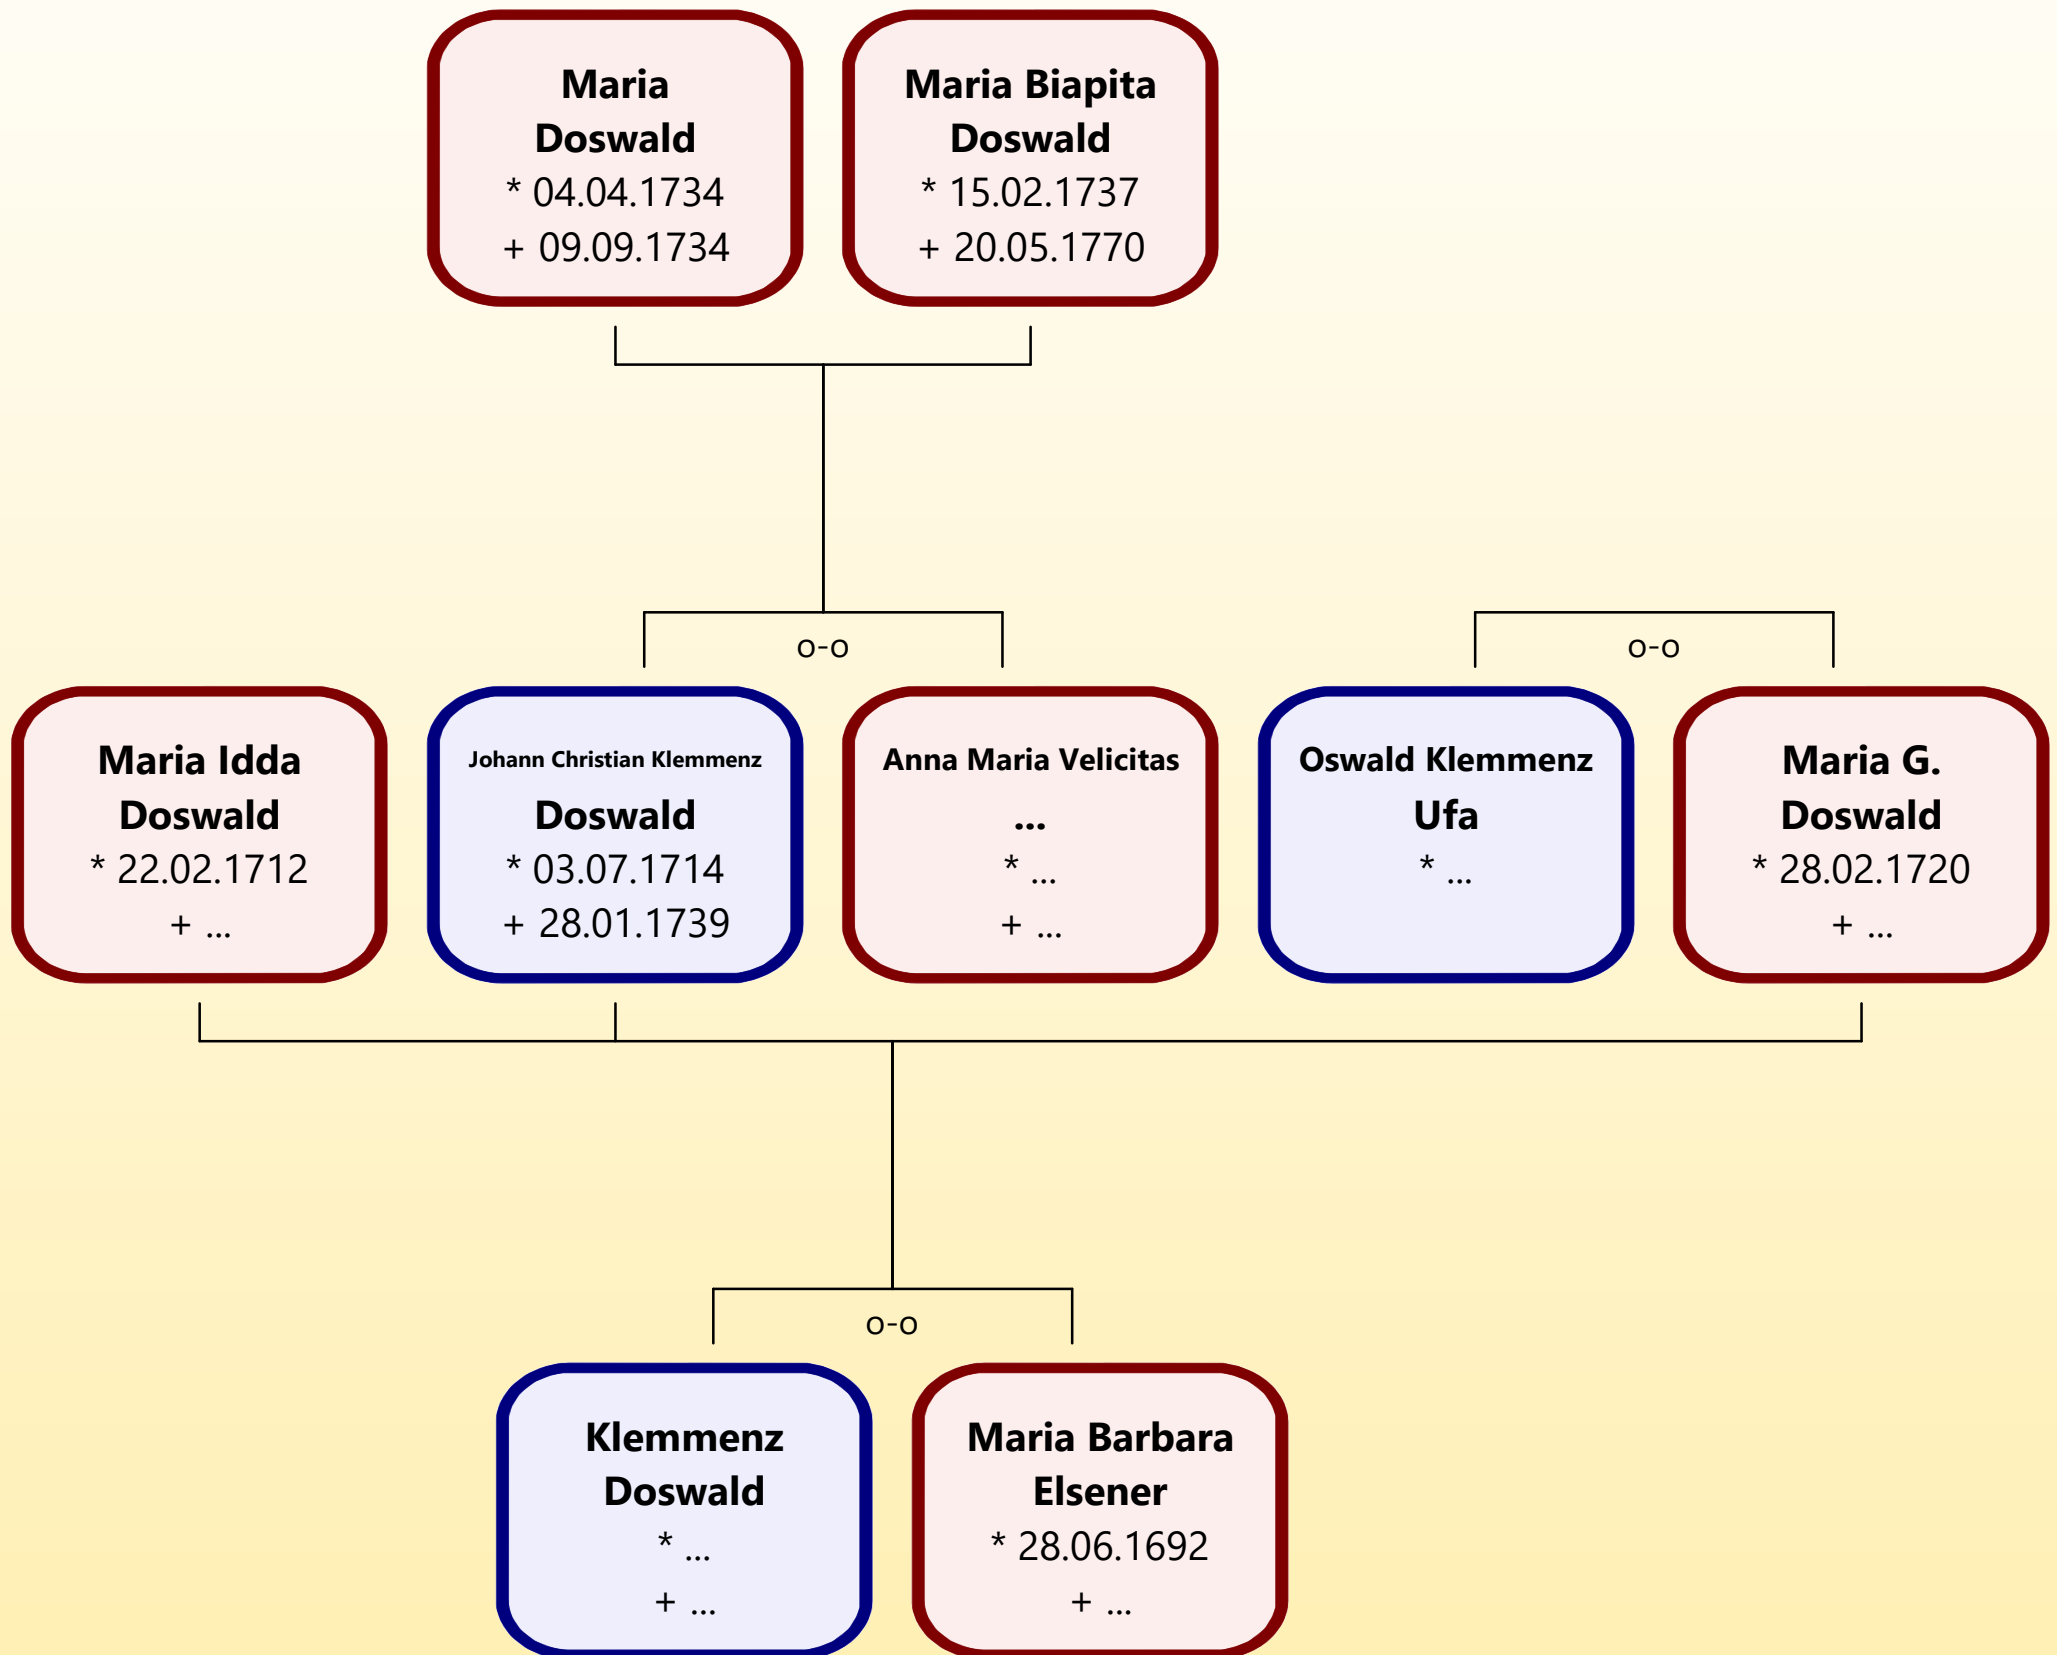 Maria
Doswald
* 04.04.1734
+ 09.09.1734
Maria Biapita
Doswald
* 15.02.1737
+ 20.05.1770
o-o
o-o
Maria Idda
Doswald
* 22.02.1712
+ ...
Johann Christian Klemmenz
Doswald
* 03.07.1714
+ 28.01.1739
Anna Maria Velicitas
...
* ...
+ ...
Oswald Klemmenz
Ufa
* ...
Maria G.
Doswald
* 28.02.1720
+ ...
o-o
Klemmenz
Doswald
* ...
+ ...
Maria Barbara
Elsener
* 28.06.1692
+ ...